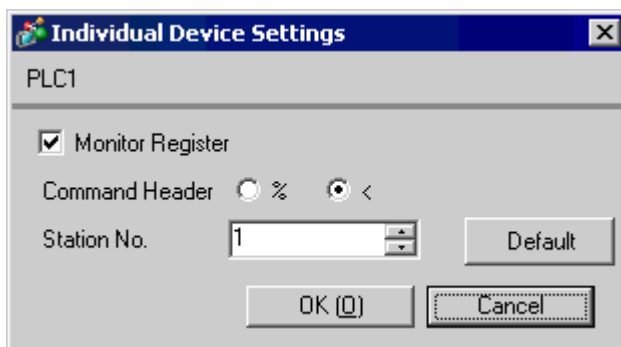 Individual Device Settings
PLC1
Monitor Register
Command Header % <
Station No. 1 Default
OK (O) Cancel